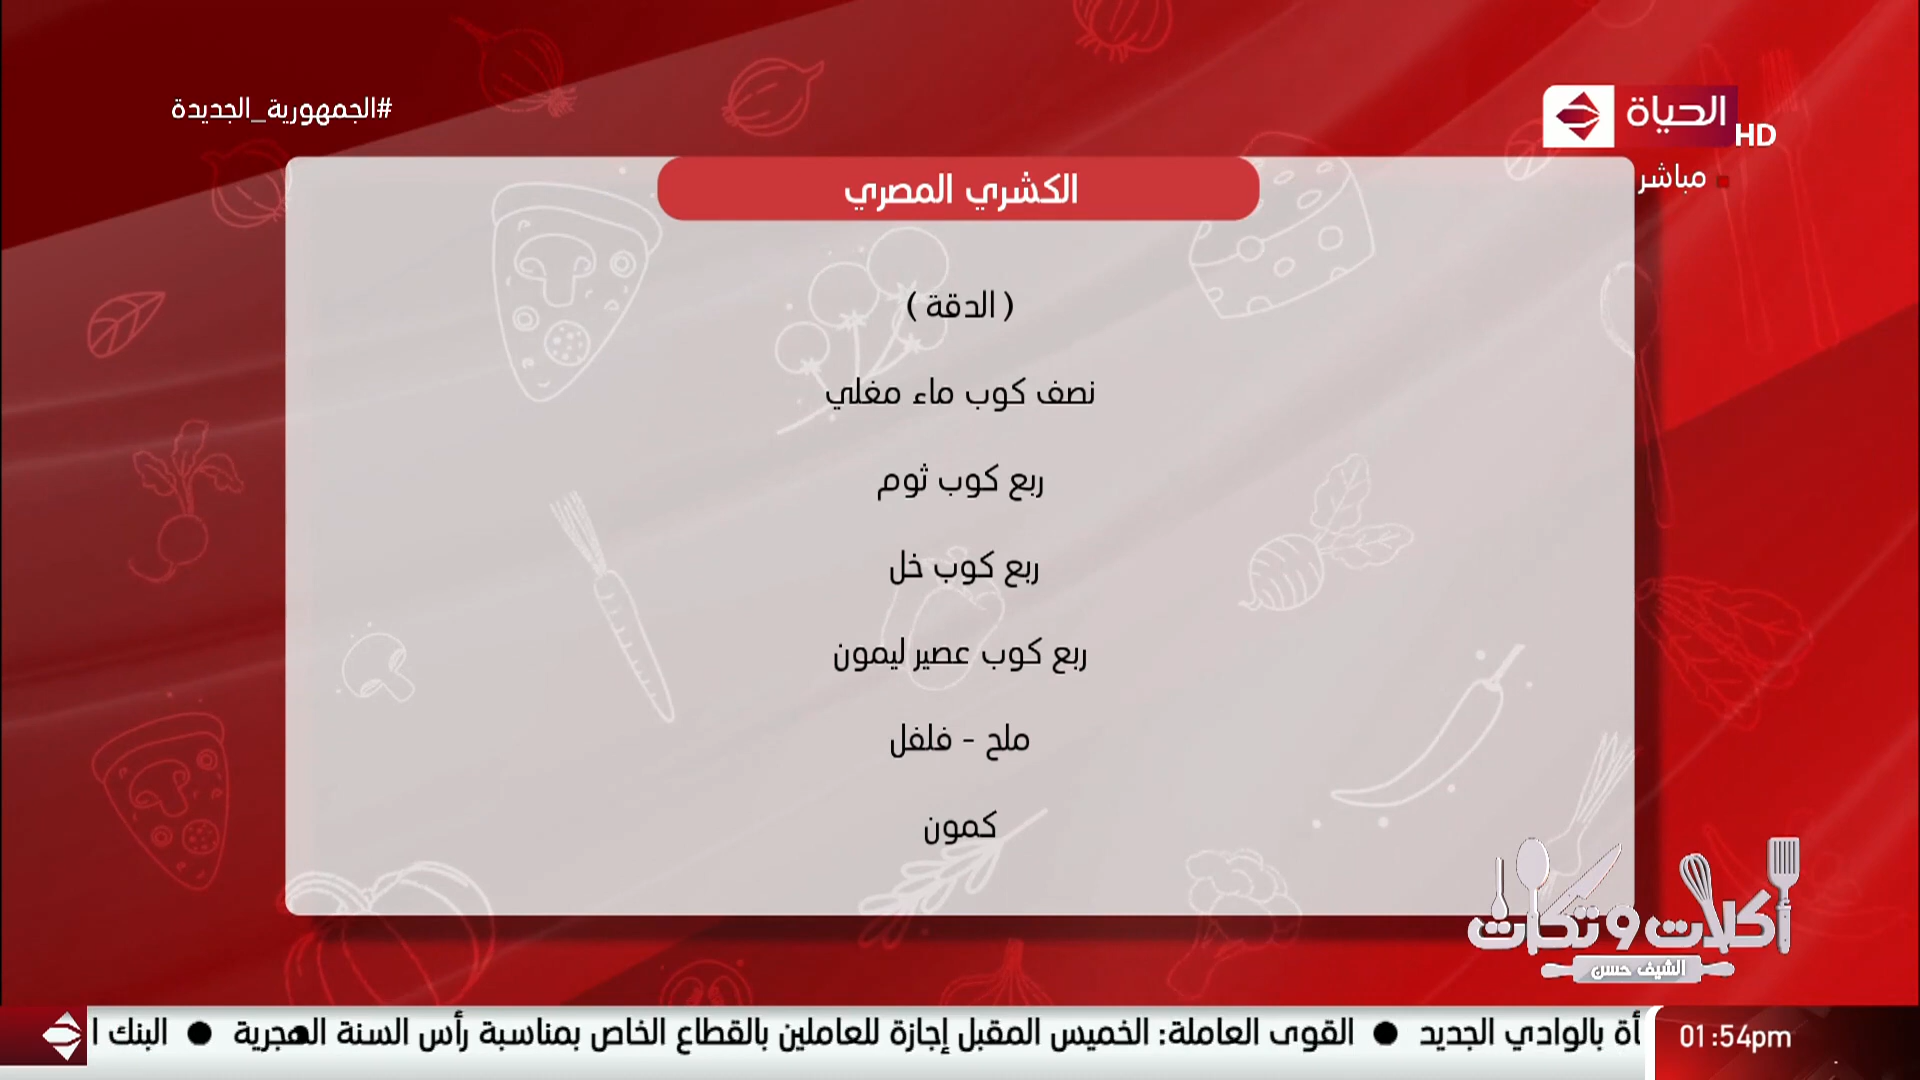 #الجمهورية_الجديدة
الحياة
HD
مباشر
الكشري المصري
( الدقة )
نصف كوب ماء مغلي
ربع كوب ثوم
ربع كوب خل
ربع كوب عصير ليمون
ملح - فلفل
كمون
أكلات وتكات
الشيف حسن
أة بالوادي الجديد ● القوى العاملة: الخميس المقبل إجازة للعاملين بالقطاع الخاص بمناسبة رأس السنة الهجرية ● البنك ا
01:54pm